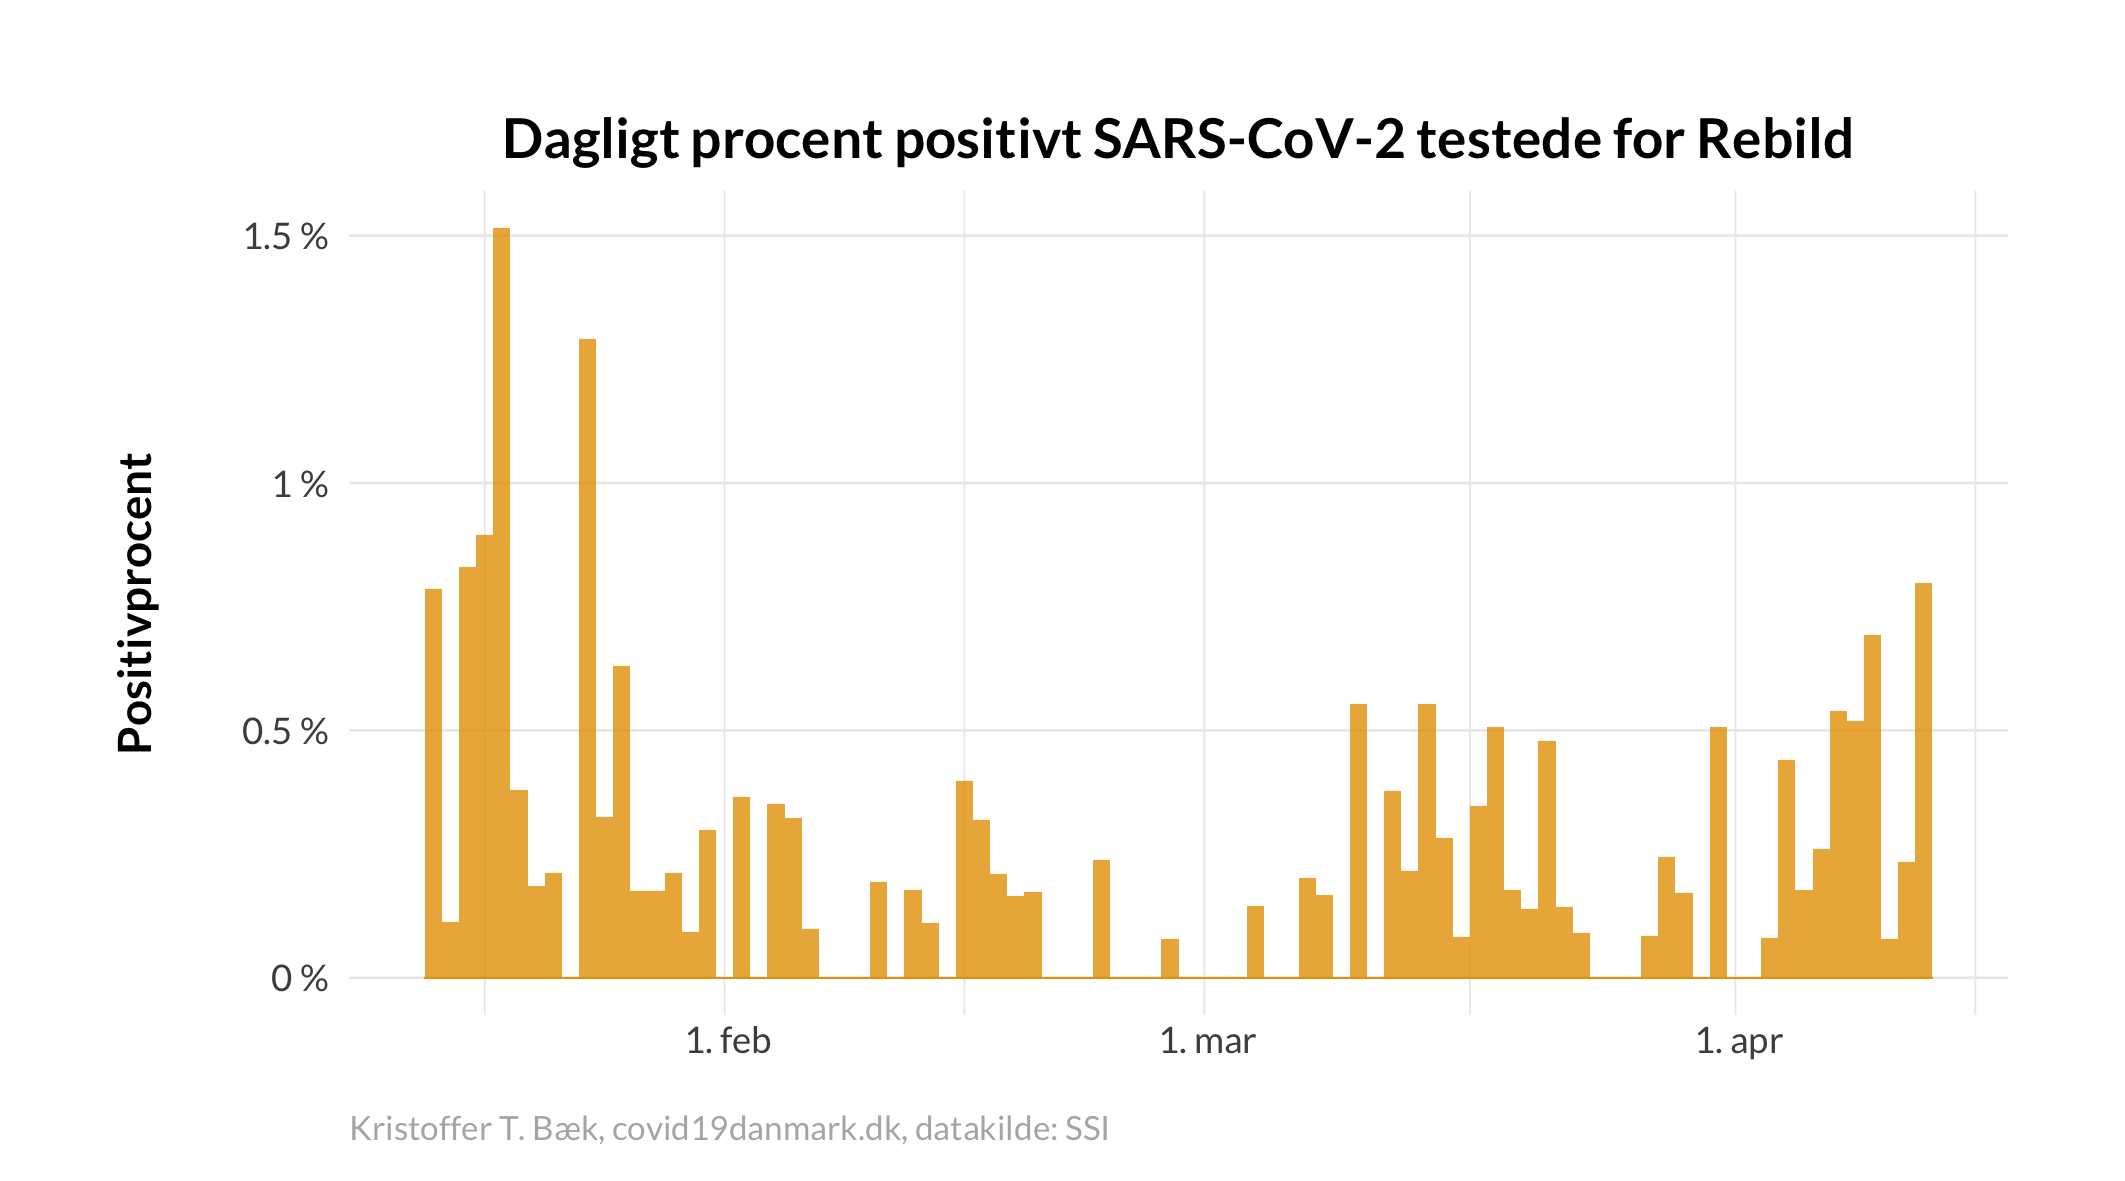 Dagligt procent positivt SARS-CoV-2 testede for Rebild
Positivprocent
1.5 %
1 %
0.5 %
0 %
1. feb
1. mar
1. apr
Kristoffer T. Bæk, covid19danmark.dk, datakilde: SSI